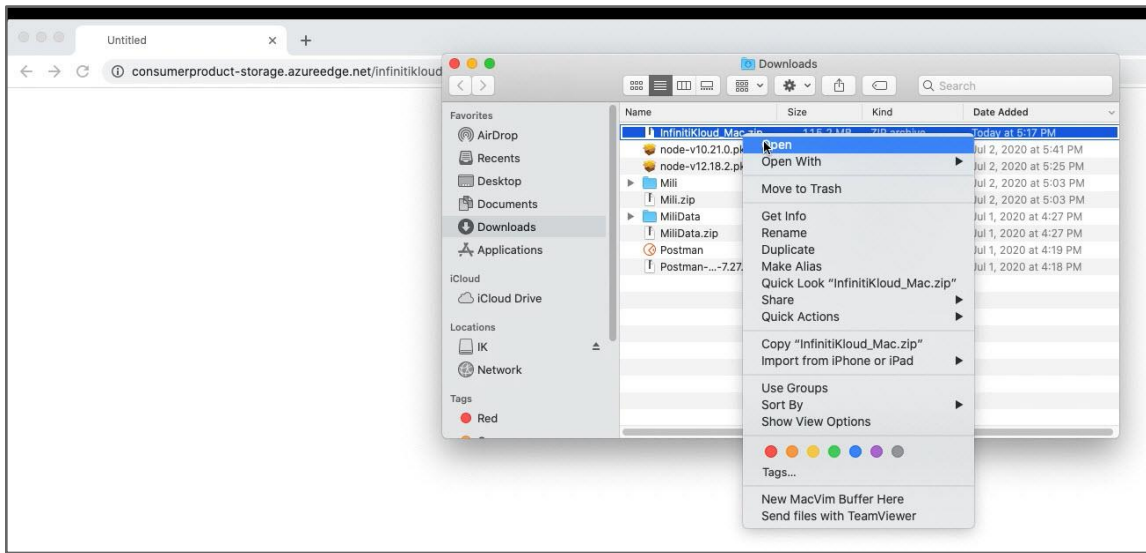 Untitled
consumerproduct-storage.azureedge.net/infinitikloud
Downloads
Search
Favorites
AirDrop
Recents
Desktop
Documents
Downloads
Applications
iCloud
iCloud Drive
Locations
IK
Network
Tags
Red
Name Size Kind Date Added
InfinitiKloud_Mac.zip 115.2 MB ZIP archive Today at 5:17 PM
node-v10.21.0.pk Jul 2, 2020 at 5:41 PM
node-v12.18.2.pk Jul 2, 2020 at 5:25 PM
Mili Jul 2, 2020 at 5:03 PM
Mili.zip Jul 2, 2020 at 5:03 PM
MiliData Jul 1, 2020 at 4:27 PM
MiliData.zip Jul 1, 2020 at 4:27 PM
Postman Jul 1, 2020 at 4:19 PM
Postman-...-7.27. Jul 1, 2020 at 4:18 PM
Open
Open With
Move to Trash
Get Info
Rename
Duplicate
Make Alias
Quick Look “InfinitiKloud_Mac.zip”
Share
Quick Actions
Copy “InfinitiKloud_Mac.zip”
Import from iPhone or iPad
Use Groups
Sort By
Show View Options
Tags...
New MacVim Buffer Here
Send files with TeamViewer